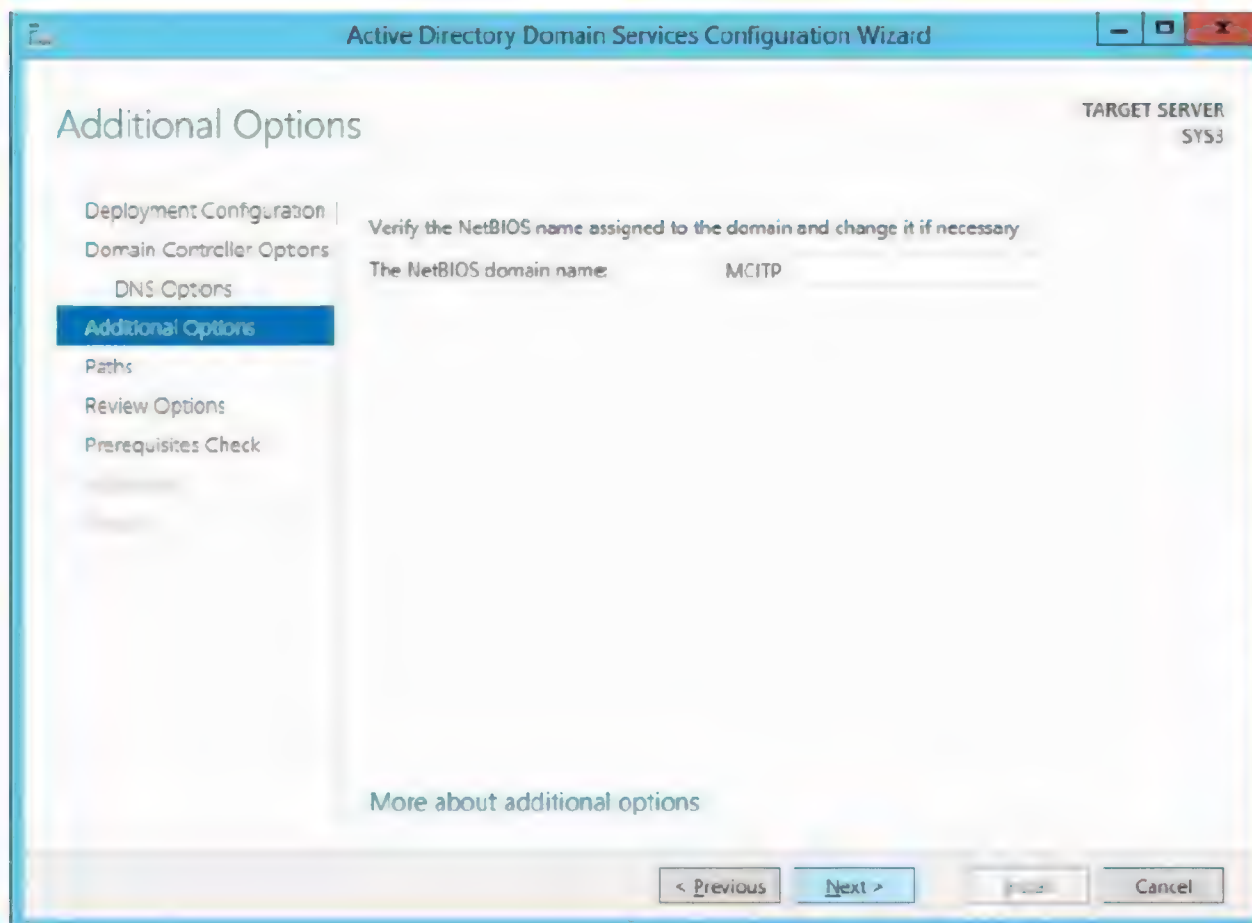 Active Directory Domain Services Configuration Wizard
Additional Options
TARGET SERVER
SYS3
Deployment Configuration
Domain Controller Options
DNS Options
Additional Options
Paths
Review Options
Prerequisites Check
Verify the NetBIOS name assigned to the domain and change it if necessary
The NetBIOS domain name:
MCITP
More about additional options
< Previous
Next >
Cancel